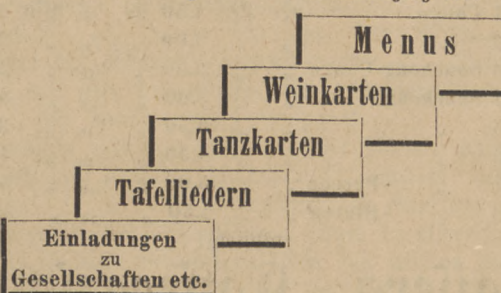 Menus
Weinkarten
Tanzkarten
Tafelliedern
Einladungen
zu
Gesellschaften etc.